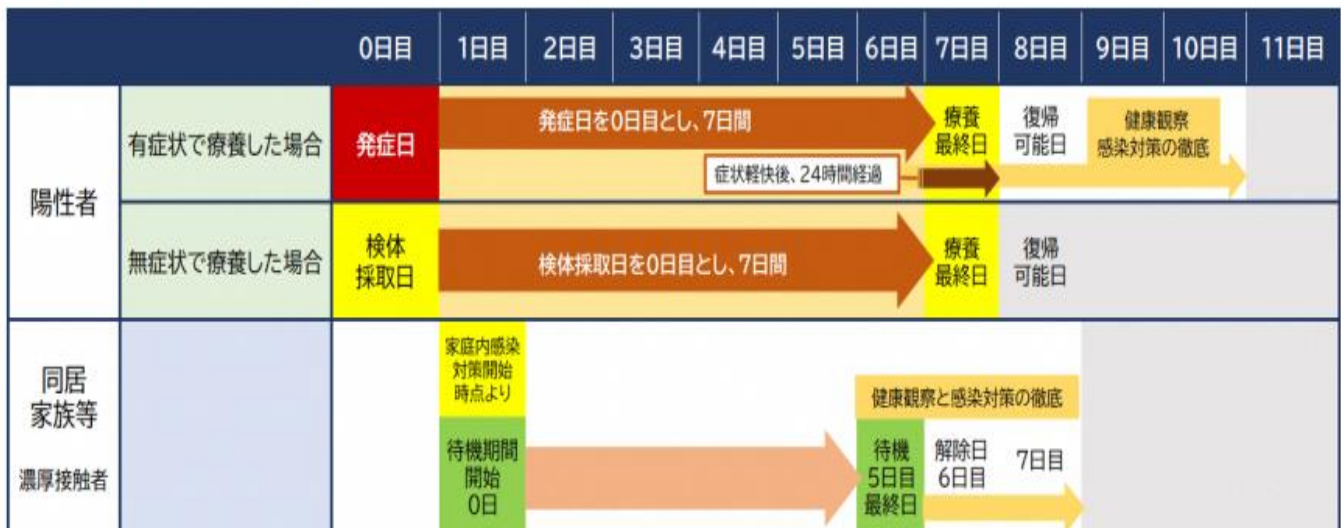 0日目 1日目 2日目 3日目 4日目 5日目 6日目 7日目 8日目 9日目 10日目 11日目
陽性者
有症状で療養した場合
発症日
発症日を0日目とし、7日間
症状軽快後、24時間経過
療養
最終日
復帰
可能日
健康観察
感染対策の徹底
無症状で療養した場合
検体
採取日
検体採取日を0日目とし、7日間
療養
最終日
復帰
可能日
同居
家族等
濃厚接触者
家庭内感染
対策開始
時点より
待機期間
開始
0日
健康観察と感染対策の徹底
待機
5日目
最終日
解除日
6日目
7日目